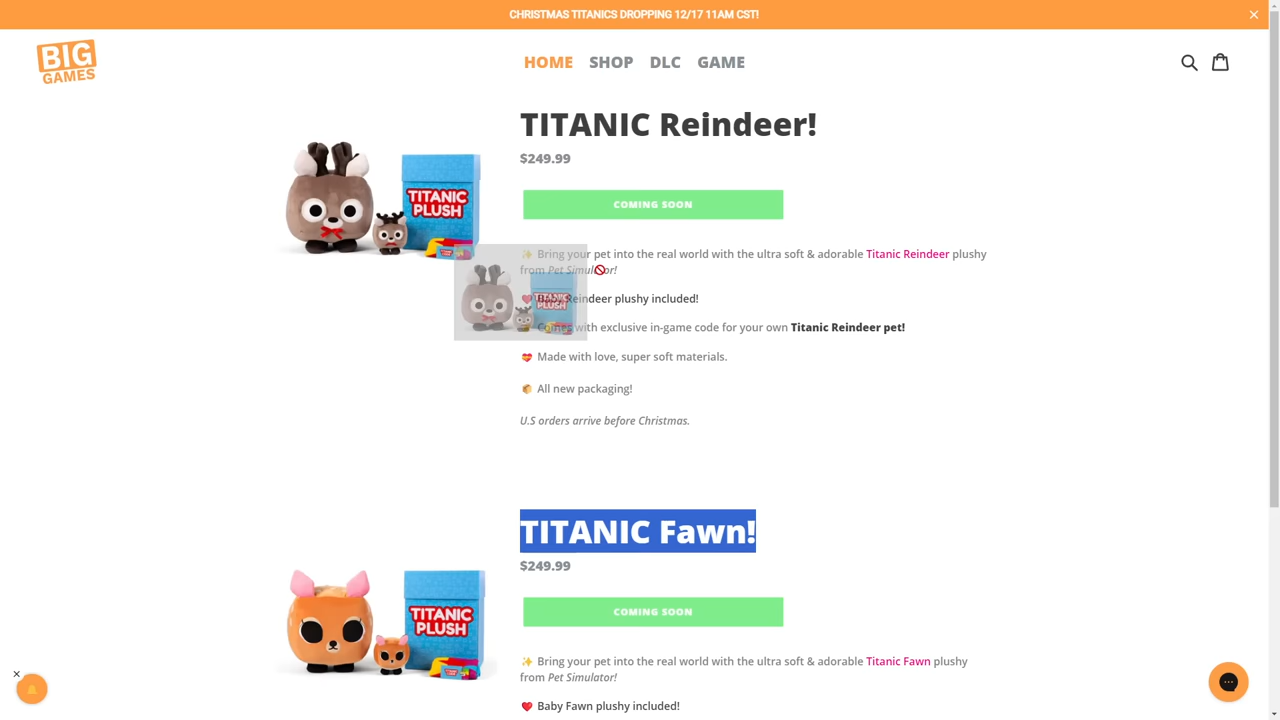 CHRISTMAS TITANICS DROPPING 12/17 11AM CST!
BIG
GAMES
HOME SHOP DLC GAME
TITANIC Reindeer!
$249.99
COMING SOON
TITANIC
PLUSH
✨ Bring your pet into the real world with the ultra soft & adorable Titanic Reindeer plushy
from Pet Simulator!
Reindeer plushy included!
with exclusive in-game code for your own Titanic Reindeer pet!
💝 Made with love, super soft materials.
📦 All new packaging!
U.S orders arrive before Christmas.
TITANIC Fawn!
$249.99
COMING SOON
TITANIC
PLUSH
✨ Bring your pet into the real world with the ultra soft & adorable Titanic Fawn plushy
from Pet Simulator!
❤️ Baby Fawn plushy included!